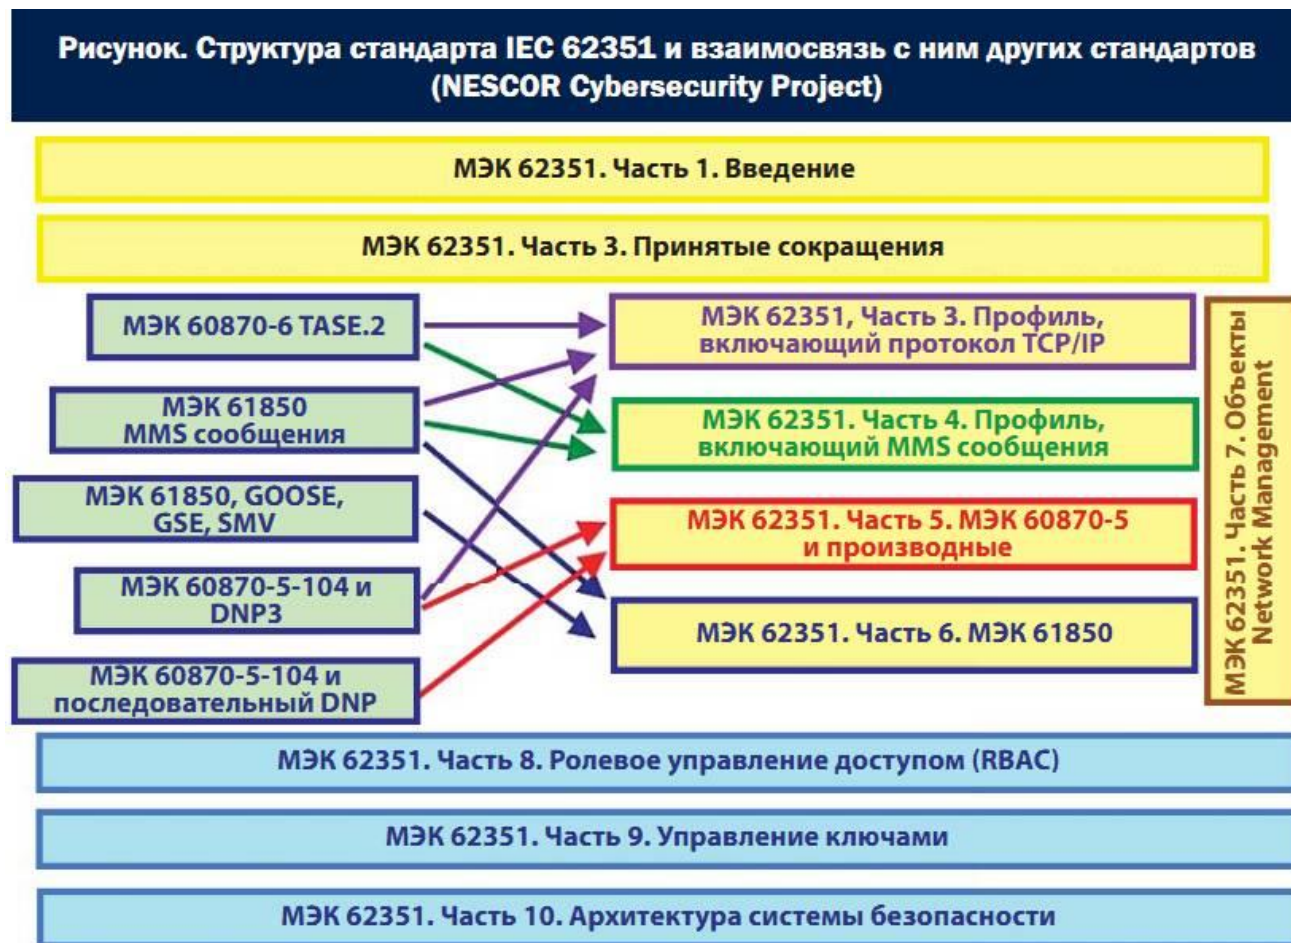 Рисунок. Структура стандарта IEC 62351 и взаимосвязь с ним других стандартов
(NESCOR Cybersecurity Project)
МЭК 62351. Часть 1. Введение
МЭК 62351. Часть 3. Принятые сокращения
МЭК 60870-6 TASE.2
МЭК 61850
MMS сообщения
МЭК 61850, GOOSE,
GSE, SMV
МЭК 60870-5-104 и
DNP3
МЭК 60870-5-104 и
последовательный DNP
МЭК 62351, Часть 3. Профиль,
включающий протокол TCP/IP
МЭК 62351. Часть 4. Профиль,
включающий MMS сообщения
МЭК 62351. Часть 5. МЭК 60870-5
и производные
МЭК 62351. Часть 6. МЭК 61850
МЭК 62351. Часть 7. Объекты
Network Management
МЭК 62351. Часть 8. Ролевое управление доступом (RBAC)
МЭК 62351. Часть 9. Управление ключами
МЭК 62351. Часть 10. Архитектура системы безопасности